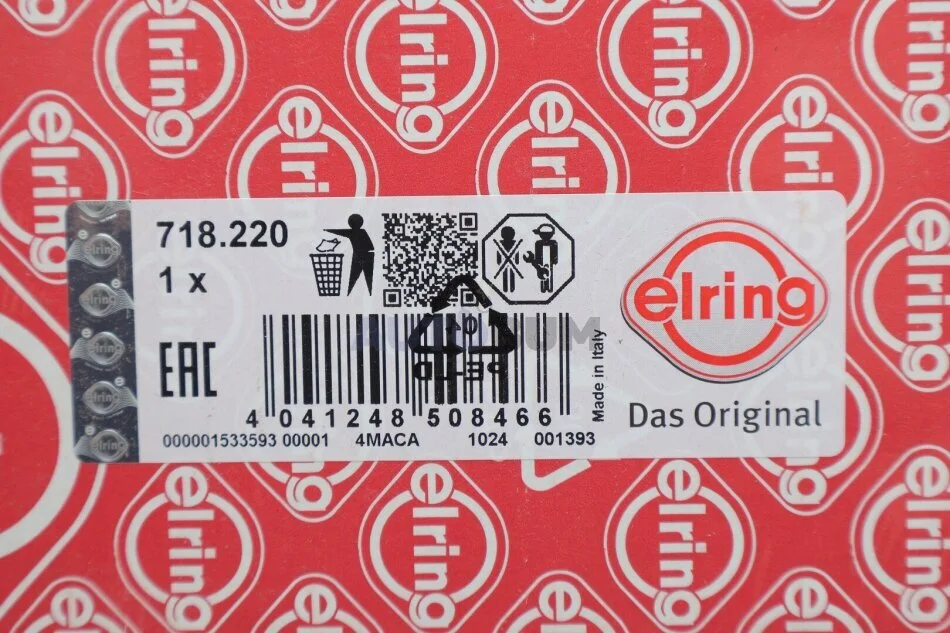 718.220
1 x
EAC
elring
Made in Italy
4 041248 508466
Das Original
000001533593 00001 4MACA 1024 001393